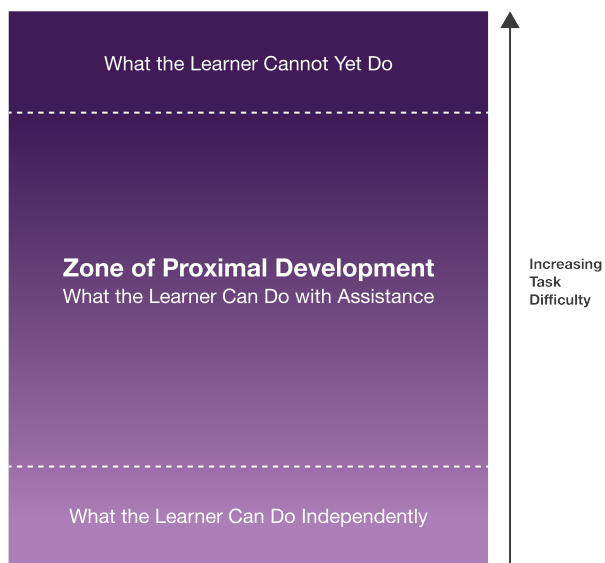 What the Learner Cannot Yet Do
Zone of Proximal Development
What the Learner Can Do with Assistance
Increasing
Task
Difficulty
What the Learner Can Do Independently